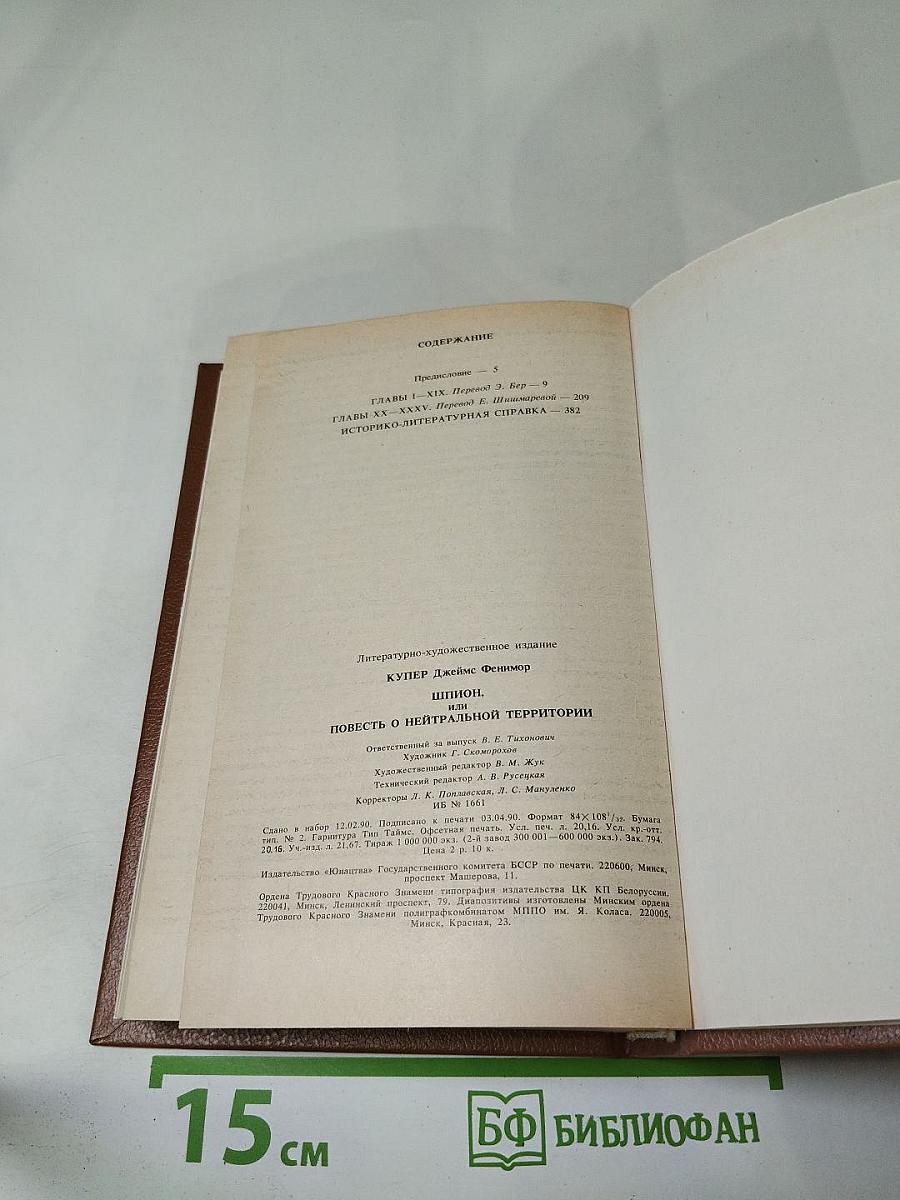 СОДЕРЖАНИЕ
Предисловие — 5
ГЛАВЫ I—XIX. Перевод Э. Бер — 9
ГЛАВЫ XX—XXXV. Перевод Е. Шишмаревой — 209
ИСТОРИКО-ЛИТЕРАТУРНАЯ СПРАВКА — 382
Литературно-художественное издание
КУПЕР Джеймс Фенимор
ШПИОН,
ИЛИ
ПОВЕСТЬ О НЕЙТРАЛЬНОЙ ТЕРРИТОРИИ
Ответственный за выпуск В. Е. Тихонович
Художник Г. Скоморохов
Художественный редактор В. М. Жук
Технический редактор А. В. Русецкая
Корректоры Л. К. Поплавская, Л. С. Мануленко
ИБ № 1661
Сдано в набор 12.02.90. Подписано к печати 03.04.90. Формат 84×108¹/₃₂. Бумага
тип. № 2. Гарнитура Тип Таймс. Офсетная печать. Усл. печ. л. 20,16. Усл. кр.-отт.
20,16. Уч.-изд. л. 21,67. Тираж 1 000 000 экз. (2-й завод 300 001—600 000 экз.). Зак. 794.
Цена 2 р. 10 к.
Издательство «Юнацтва» Государственного комитета БССР по печати. 220600, Минск,
проспект Машерова, 11.
Ордена Трудового Красного Знамени типография издательства ЦК КП Белоруссии.
220041, Минск, Ленинский проспект, 79. Диапозитивы изготовлены Минским ордена
Трудового Красного Знамени полиграфкомбинатом МППО им. Я. Коласа. 220005,
Минск, Красная, 23.
15 см
БФ БИБЛИОФАН